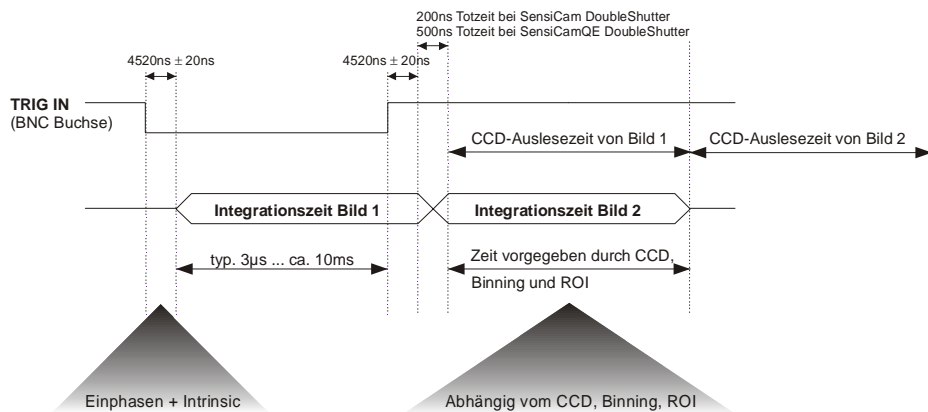 200ns Totzeit bei SensiCam DoubleShutter
500ns Totzeit bei SensiCamQE DoubleShutter
4520ns ± 20ns
4520ns ± 20ns
TRIG IN
(BNC Buchse)
CCD-Auslesezeit von Bild 1
CCD-Auslesezeit von Bild 2
Integrationszeit Bild 1
Integrationszeit Bild 2
typ. 3µs ... ca. 10ms
Zeit vorgegeben durch CCD,
Binning und ROI
Einphasen + Intrinsic
Abhängig vom CCD, Binning, ROI